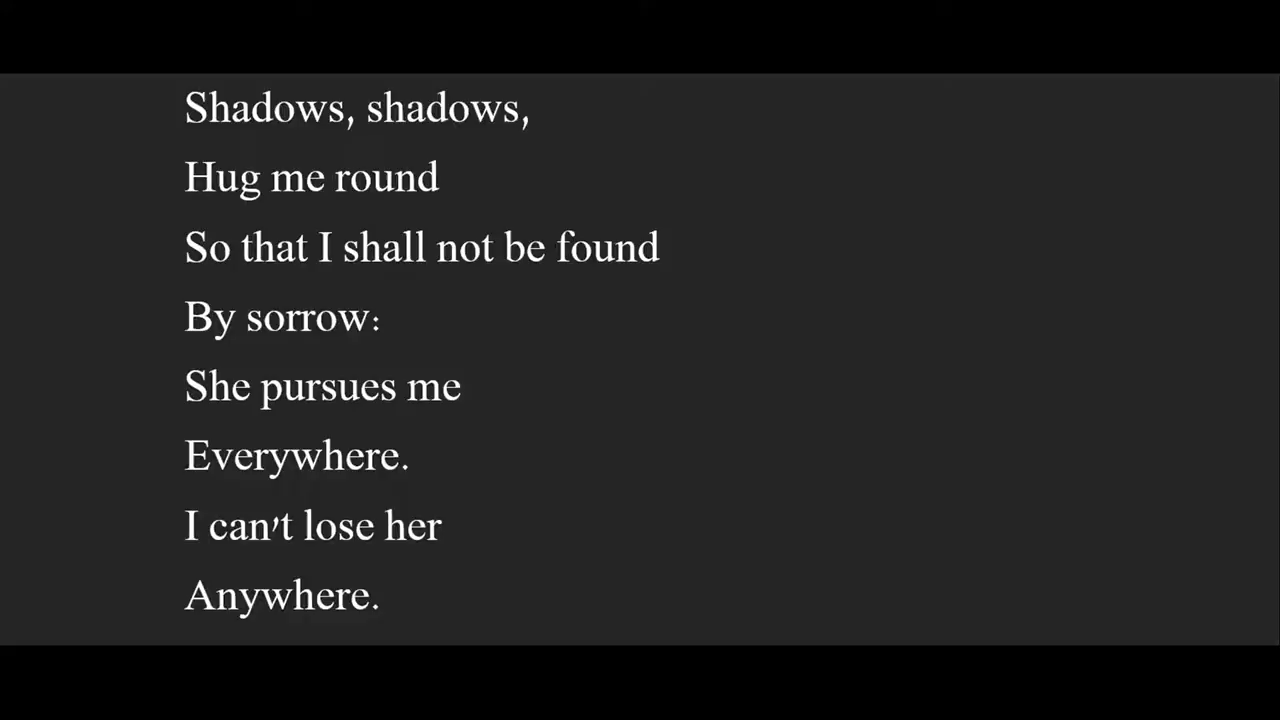 Shadows, shadows,
Hug me round
So that I shall not be found
By sorrow:
She pursues me
Everywhere.
I can't lose her
Anywhere.